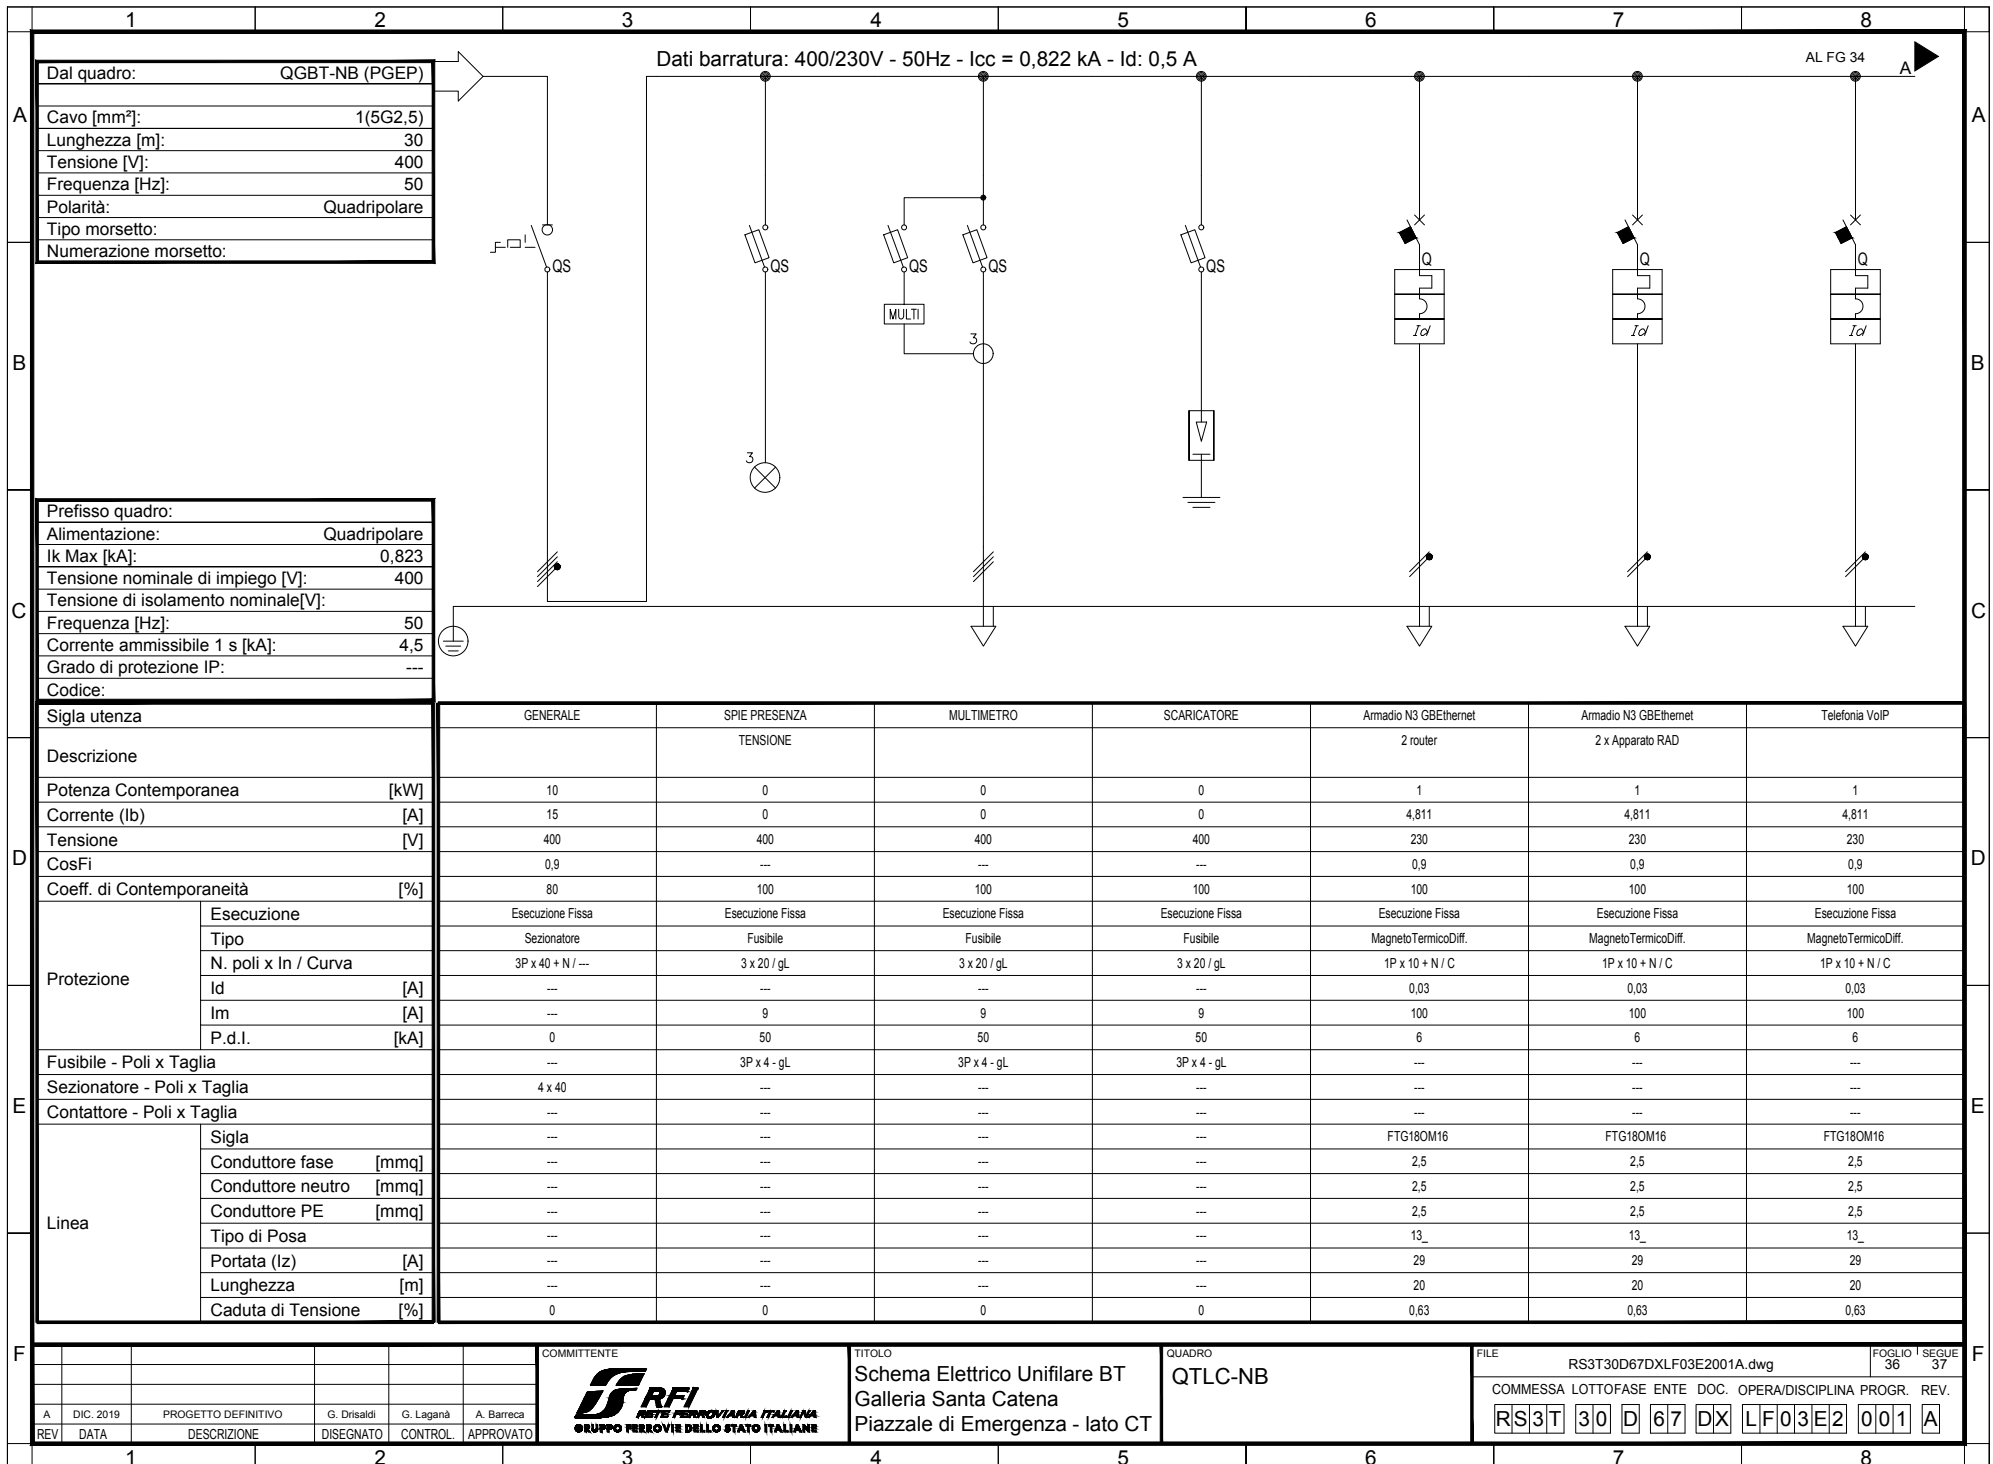 1 2 3 4 5 6 7 8
Dati barratura: 400/230V - 50Hz - Icc = 0,822 kA - Id: 0,5 A
AL FG 34
A
Dal quadro: QGBT-NB (PGEP)
Cavo [mm²]: 1(5G2,5)
Lunghezza [m]: 30
Tensione [V]: 400
Frequenza [Hz]: 50
Polarità: Quadripolare
Tipo morsetto:
Numerazione morsetto:
A A
QS QS QS QS QS Q Q Q
MULTI
3
Id Id Id
B B
3
Prefisso quadro:
Alimentazione: Quadripolare
Ik Max [kA]: 0,823
Tensione nominale di impiego [V]: 400
Tensione di isolamento nominale[V]:
Frequenza [Hz]: 50
Corrente ammissibile 1 s [kA]: 4,5
Grado di protezione IP: ---
Codice:
C C
Sigla utenza GENERALE SPIE PRESENZA MULTIMETRO SCARICATORE Armadio N3 GBEthernet Armadio N3 GBEthernet Telefonia VoIP
Descrizione TENSIONE 2 router 2 x Apparato RAD
Potenza Contemporanea [kW] 10 0 0 0 1 1 1
Corrente (Ib) [A] 15 0 0 0 4,811 4,811 4,811
Tensione [V] 400 400 400 400 230 230 230
D D
CosFi 0,9 --- --- --- 0,9 0,9 0,9
Coeff. di Contemporaneità [%] 80 100 100 100 100 100 100
Protezione
Esecuzione Esecuzione Fissa Esecuzione Fissa Esecuzione Fissa Esecuzione Fissa Esecuzione Fissa Esecuzione Fissa Esecuzione Fissa
Tipo Sezionatore Fusibile Fusibile Fusibile MagnetoTermicoDiff. MagnetoTermicoDiff. MagnetoTermicoDiff.
N. poli x In / Curva 3P x 40 + N / --- 3 x 20 / gL 3 x 20 / gL 3 x 20 / gL 1P x 10 + N / C 1P x 10 + N / C 1P x 10 + N / C
Id [A] --- --- --- --- 0,03 0,03 0,03
Im [A] --- 9 9 9 100 100 100
P.d.I. [kA] 0 50 50 50 6 6 6
Fusibile - Poli x Taglia --- 3P x 4 - gL 3P x 4 - gL 3P x 4 - gL --- --- ---
Sezionatore - Poli x Taglia 4 x 40 --- --- --- --- --- ---
E E
Contattore - Poli x Taglia --- --- --- --- --- --- ---
Linea
Sigla --- --- --- --- FTG18OM16 FTG18OM16 FTG18OM16
Conduttore fase [mmq] --- --- --- --- 2,5 2,5 2,5
Conduttore neutro [mmq] --- --- --- --- 2,5 2,5 2,5
Conduttore PE [mmq] --- --- --- --- 2,5 2,5 2,5
Tipo di Posa --- --- --- --- 13_ 13_ 13_
Portata (Iz) [A] --- --- --- --- 29 29 29
Lunghezza [m] --- --- --- --- 20 20 20
Caduta di Tensione [%] 0 0 0 0 0,63 0,63 0,63
F F
A DIC. 2019 PROGETTO DEFINITIVO G. Drisaldi G. Laganà A. Barreca
REV DATA DESCRIZIONE DISEGNATO CONTROL. APPROVATO
COMMITTENTE
RFI
RETE FERROVIARIA ITALIANA
GRUPPO FERROVIE DELLO STATO ITALIANE
TITOLO
Schema Elettrico Unifilare BT
Galleria Santa Catena
Piazzale di Emergenza - lato CT
QUADRO
QTLC-NB
FILE
RS3T30D67DXLF03E2001A.dwg
FOGLIO SEGUE
36 37
COMMESSA LOTTO FASE ENTE DOC. OPERA/DISCIPLINA PROGR. REV.
RS3T 30 D 67 DX LF03E2 001 A
1 2 3 4 5 6 7 8